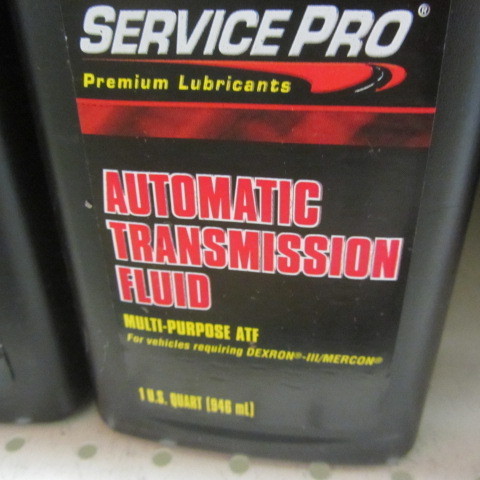 SERVICE PRO®
Premium Lubricants
AUTOMATIC
TRANSMISSION
FLUID
MULTI-PURPOSE ATF
For vehicles requiring DEXRON®-III/MERCON®
1 U.S. QUART (946 mL)